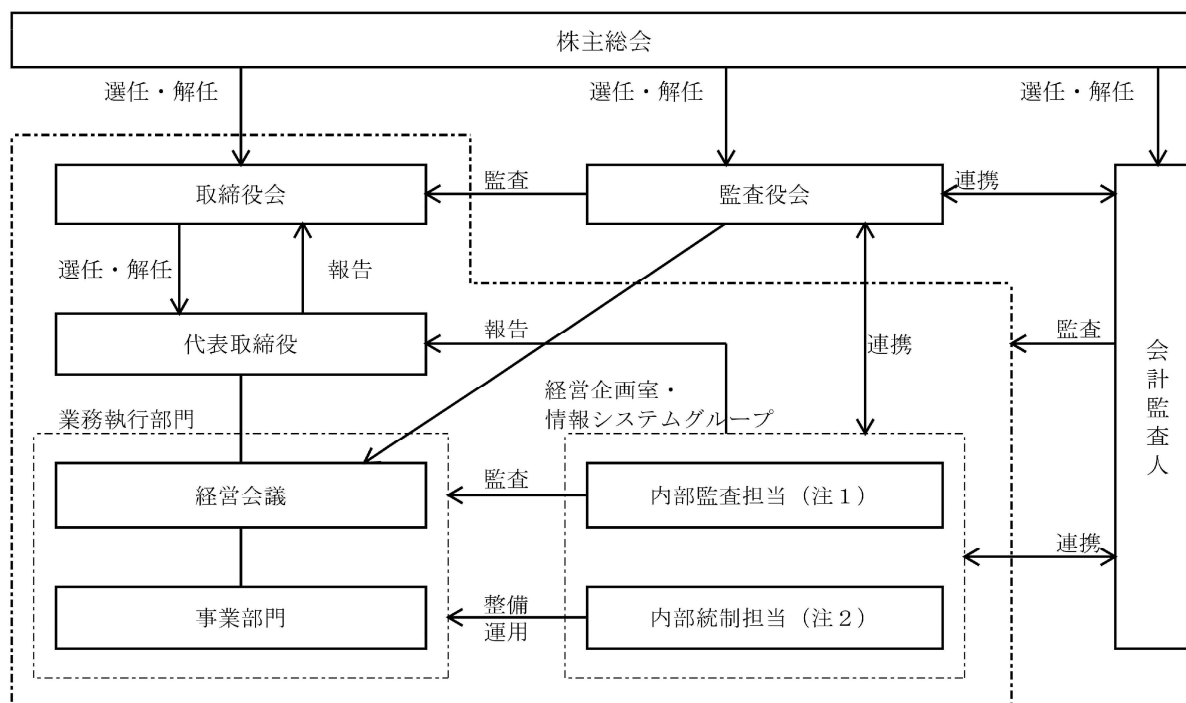 株主総会
選任・解任
選任・解任
選任・解任
取締役会
監査
監査役会
連携
選任・解任
報告
代表取締役
報告
連携
監査
会計監査人
業務執行部門
経営企画室・
情報システムグループ
経営会議
監査
内部監査担当（注１）
連携
事業部門
整備
運用
内部統制担当（注２）